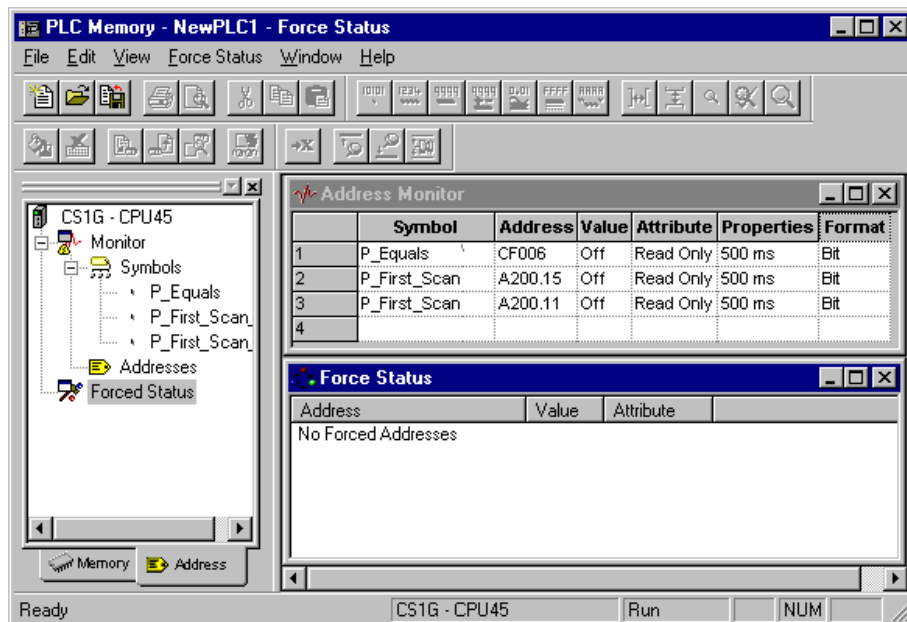 PLC Memory - NewPLC1 - Force Status
File Edit View Force Status Window Help
CS1G - CPU45
Monitor
Symbols
P_Equals
P_First_Scan_
P_First_Scan_
Addresses
Forced Status
Memory Address
Address Monitor
Symbol Address Value Attribute Properties Format
1 P_Equals CF006 Off Read Only 500 ms Bit
2 P_First_Scan A200.15 Off Read Only 500 ms Bit
3 P_First_Scan A200.11 Off Read Only 500 ms Bit
4
Force Status
Address Value Attribute
No Forced Addresses
Ready CS1G - CPU45 Run NUM